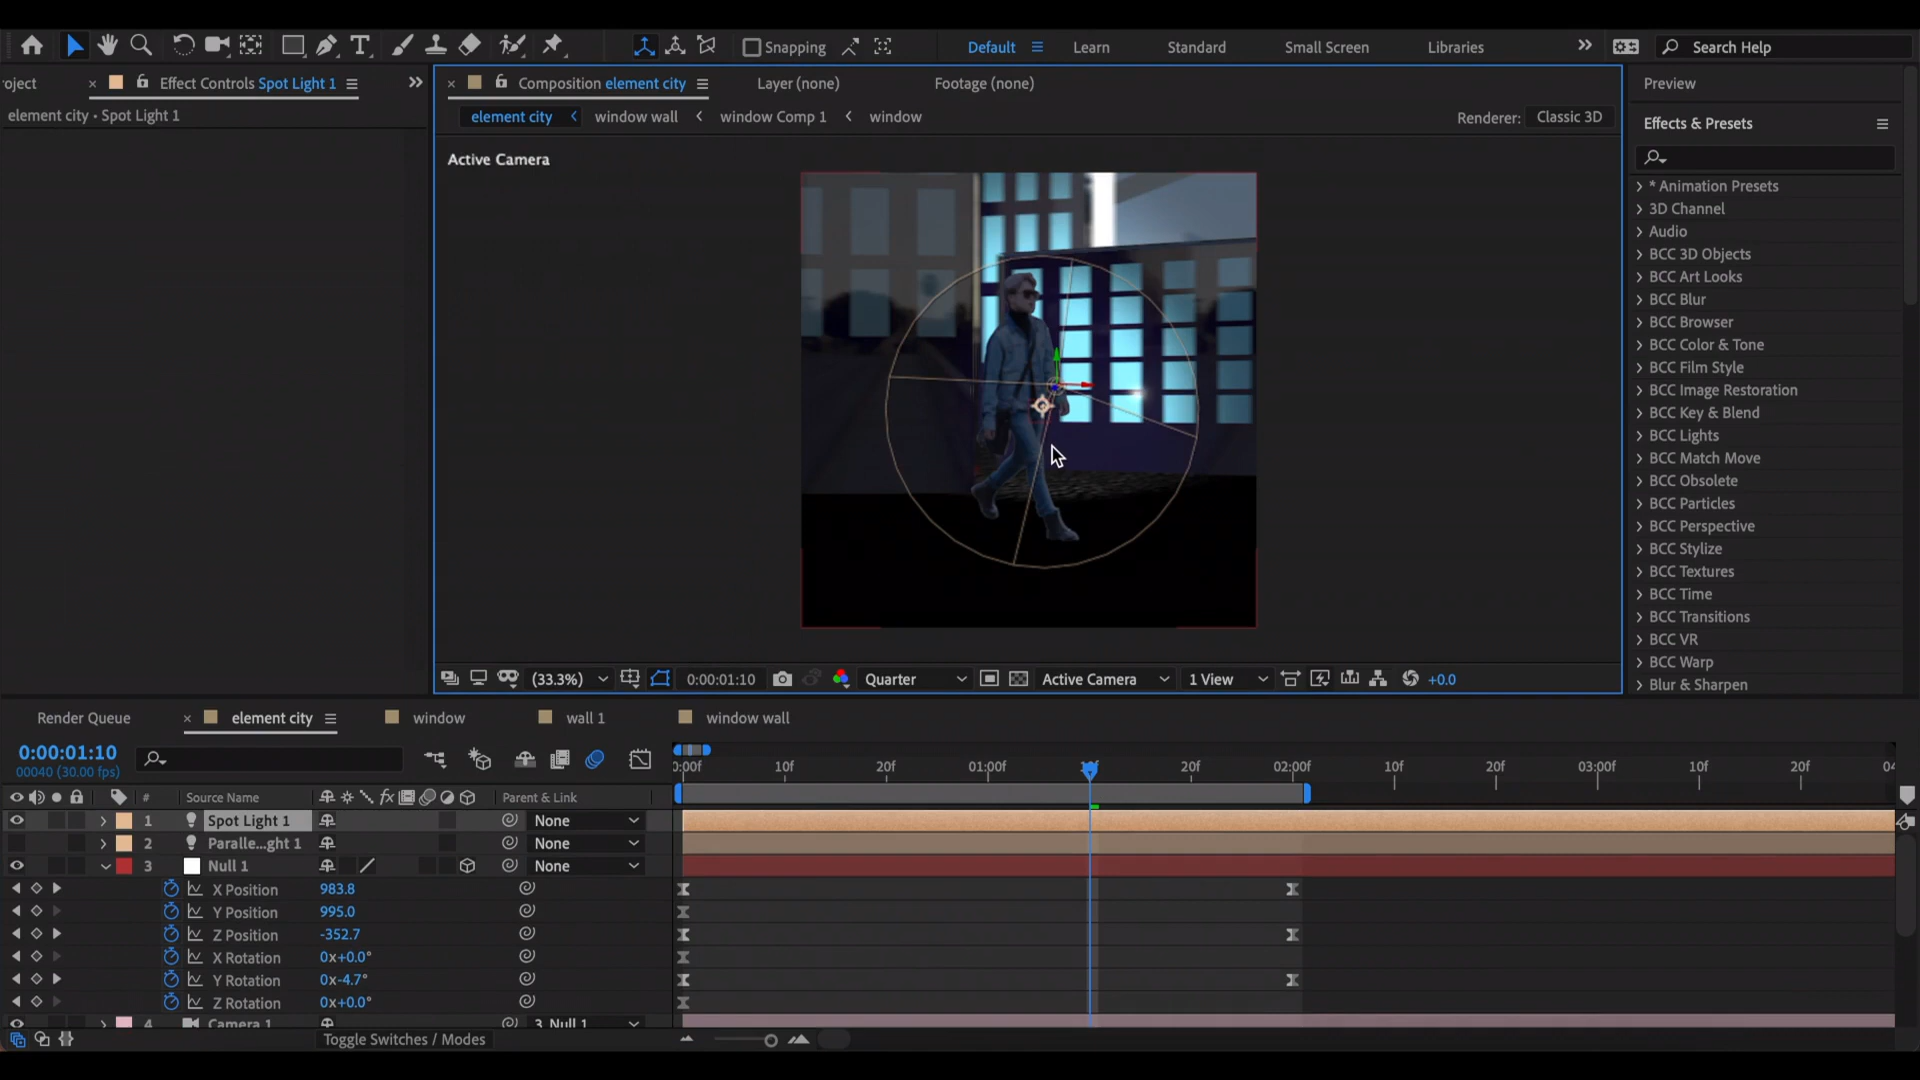 Snapping
Default
Learn
Standard
Small Screen
Libraries
Search Help
roject
Effect Controls Spot Light 1
Composition element city
Layer (none)
Footage (none)
Preview
element city • Spot Light 1
element city
window wall
window Comp 1
window
Renderer:
Classic 3D
Effects & Presets
Active Camera
* Animation Presets
3D Channel
Audio
BCC 3D Objects
BCC Art Looks
BCC Blur
BCC Browser
BCC Color & Tone
BCC Film Style
BCC Image Restoration
BCC Key & Blend
BCC Lights
BCC Match Move
BCC Obsolete
BCC Particles
BCC Perspective
BCC Stylize
BCC Textures
BCC Time
BCC Transitions
BCC VR
BCC Warp
Blur & Sharpen
(33.3%)
0:00:01:10
Quarter
Active Camera
1 View
+0.0
Render Queue
element city
window
wall 1
window wall
0:00:01:10
00040 (30.00 fps)
0:00f
10f
20f
01:00f
20f
02:00f
10f
20f
03:00f
10f
20f
04
#
Source Name
fx
Parent & Link
1
Spot Light 1
None
2
Paralle...ght 1
None
3
Null 1
None
X Position
983.8
Y Position
995.0
Z Position
-352.7
X Rotation
0x+0.0°
Y Rotation
0x-4.7°
Z Rotation
0x+0.0°
4
Camera 1
3. Null 1
Toggle Switches / Modes